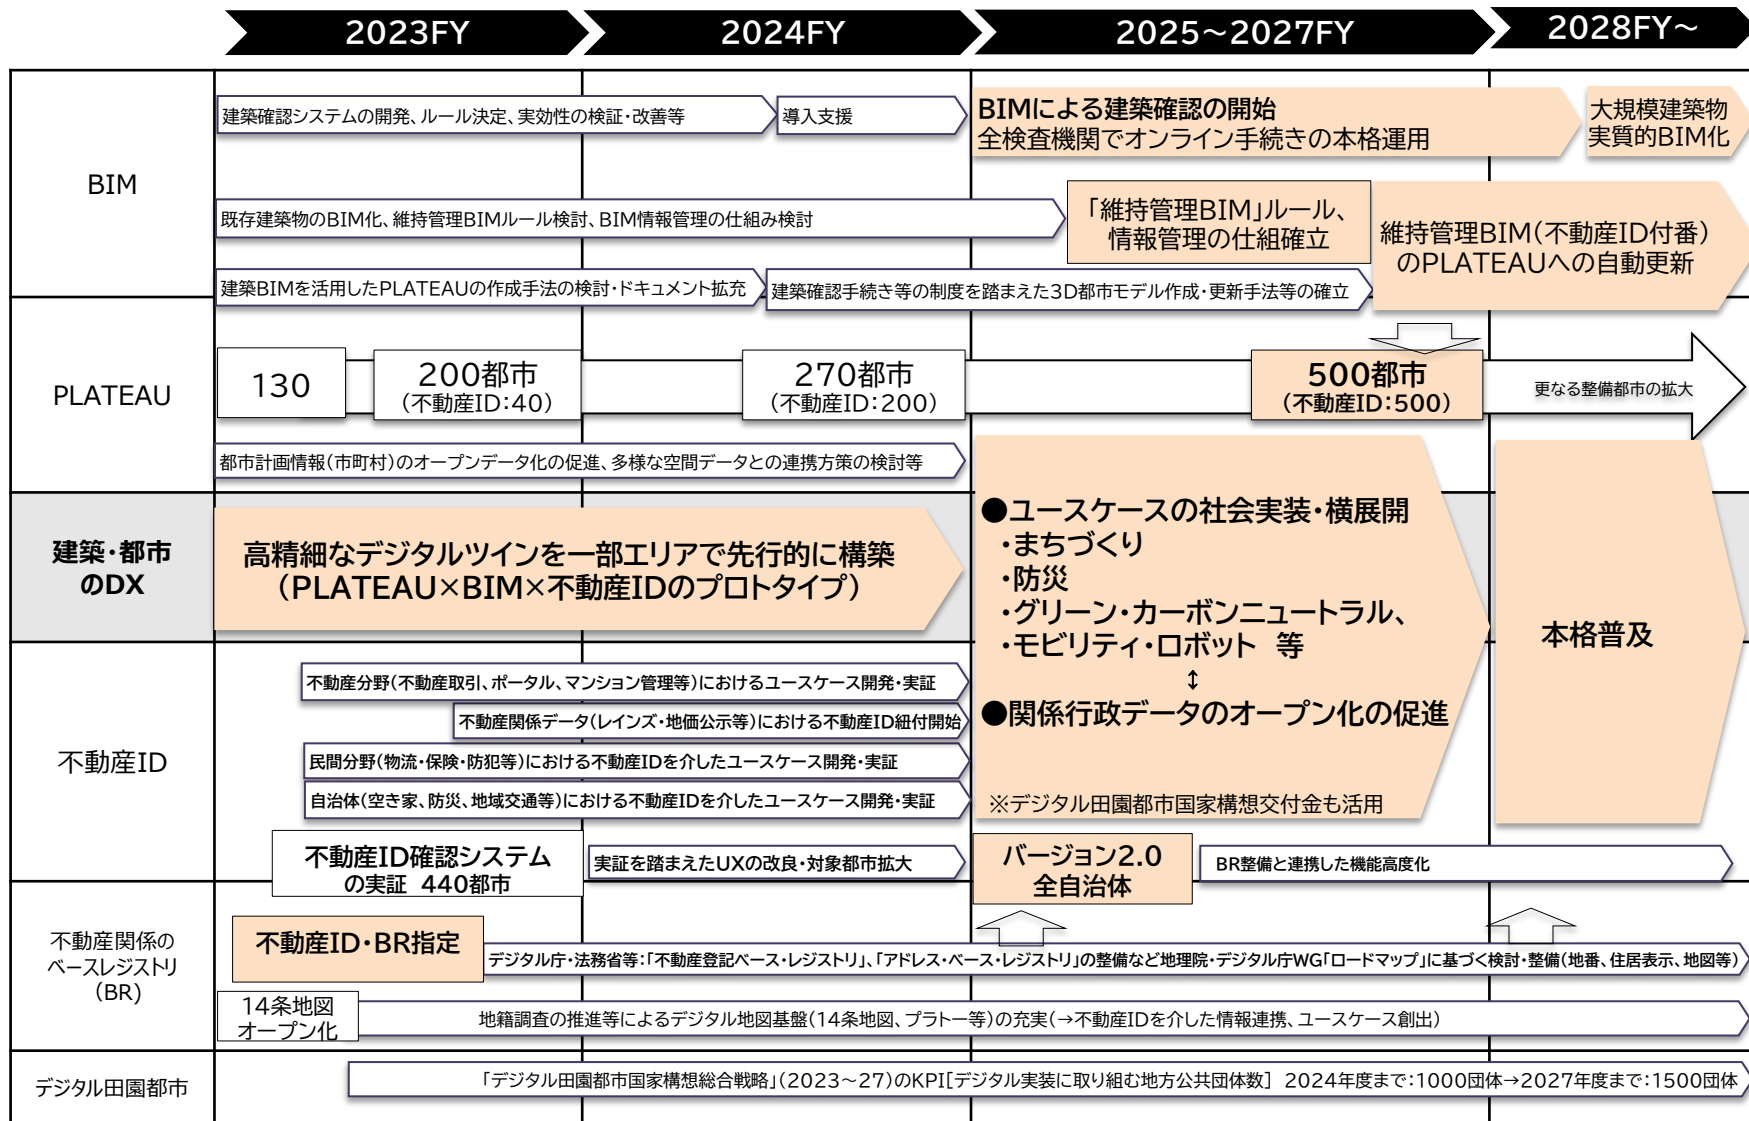 2023FY
2024FY
2025～2027FY
2028FY～
BIM
建築確認システムの開発、ルール決定、実効性の検証・改善等
導入支援
BIMによる建築確認の開始
全検査機関でオンライン手続きの本格運用
大規模建築物
実質的BIM化
既存建築物のBIM化、維持管理BIMルール検討、BIM情報管理の仕組み検討
「維持管理BIM」ルール、
情報管理の仕組確立
維持管理BIM（不動産ID付番）
のPLATEAUへの自動更新
建築BIMを活用したPLATEAUの作成手法の検討・ドキュメント拡充
建築確認手続き等の制度を踏まえた3D都市モデル作成・更新手法等の確立
PLATEAU
130
200都市
（不動産ID：40）
270都市
（不動産ID：200）
500都市
（不動産ID：500）
更なる整備都市の拡大
都市計画情報（市町村）のオープンデータ化の促進、多様な空間データとの連携方策の検討等
建築・都市
のDX
高精細なデジタルツインを一部エリアで先行的に構築
（PLATEAU×BIM×不動産IDのプロトタイプ）
●ユースケースの社会実装・横展開
・まちづくり
・防災
・グリーン・カーボンニュートラル、
・モビリティ・ロボット　等
↕
●関係行政データのオープン化の促進
※デジタル田園都市国家構想交付金も活用
本格普及
不動産ID
不動産分野（不動産取引、ポータル、マンション管理等）におけるユースケース開発・実証
不動産関係データ（レインズ・地価公示等）における不動産ID紐付開始
民間分野（物流・保険・防犯等）における不動産IDを介したユースケース開発・実証
自治体（空き家、防災、地域交通等）における不動産IDを介したユースケース開発・実証
不動産ID確認システム
の実証 440都市
実証を踏まえたUXの改良・対象都市拡大
バージョン2.0
全自治体
BR整備と連携した機能高度化
不動産関係の
ベースレジストリ
（BR）
不動産ID・BR指定
デジタル庁・法務省等：「不動産登記ベース・レジストリ」、「アドレス・ベース・レジストリ」の整備など地理院・デジタル庁WG「ロードマップ」に基づく検討・整備（地番、住居表示、地図等）
14条地図
オープン化
地籍調査の推進等によるデジタル地図基盤（14条地図、プラトー等）の充実（→不動産IDを介した情報連携、ユースケース創出）
デジタル田園都市
「デジタル田園都市国家構想総合戦略」（2023～27）のKPI[デジタル実装に取り組む地方公共団体数] 2024年度まで：1000団体→2027年度まで：1500団体